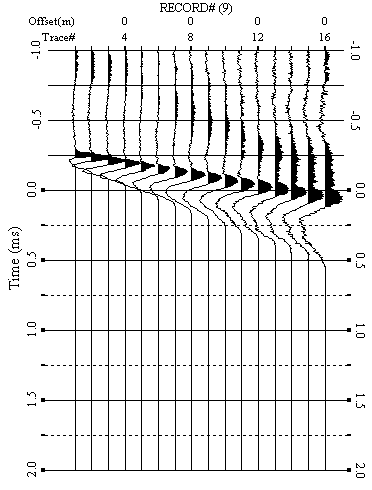 RECORD# (9)
Offset(m) 0 0 0 0
Trace# 4 8 12 16
-1.0 -1.0
-0.5 -0.5
0.0 0.0
0.5 0.5
1.0 1.0
1.5 1.5
2.0 2.0
Time (ms)